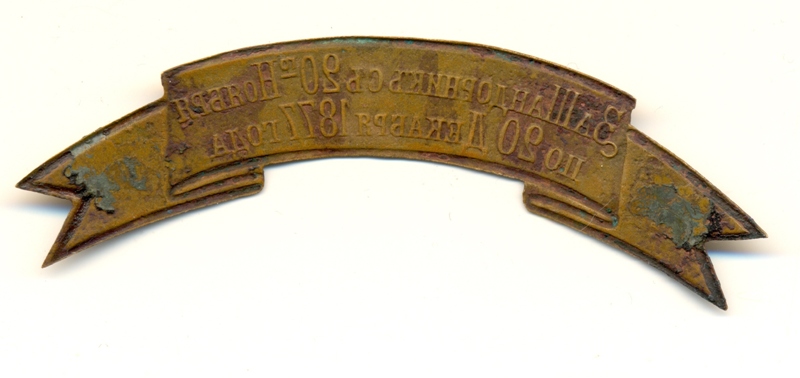 За Шандорникъ съ 20го Ноября
по 20 Декабря 1877 года